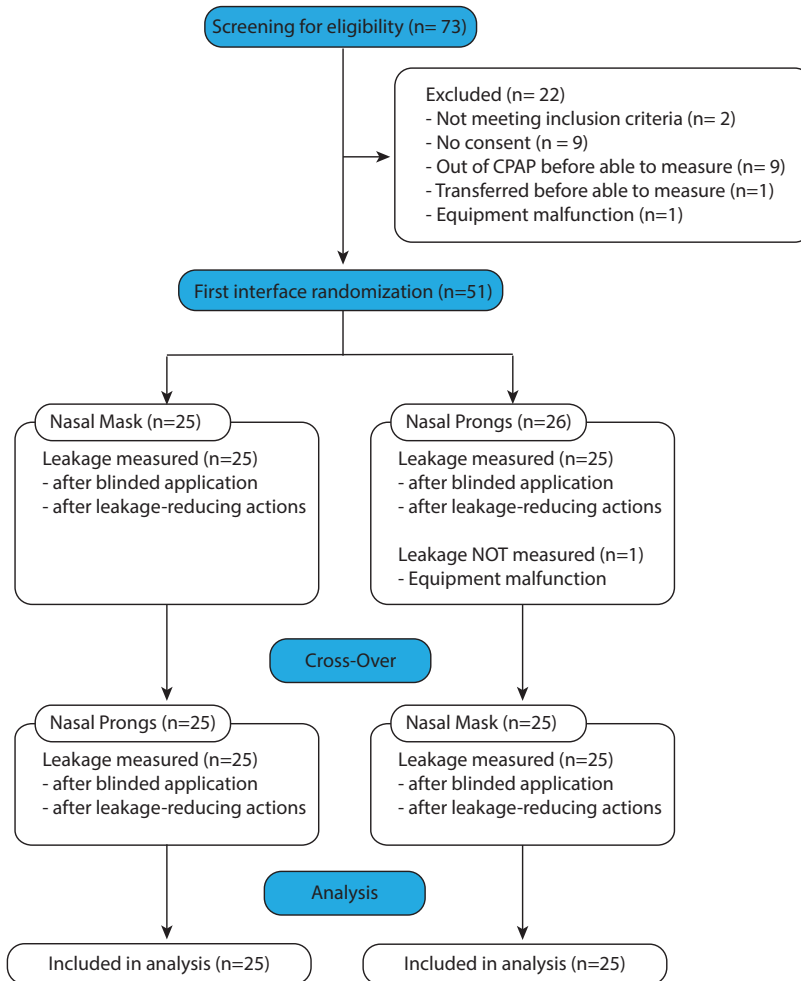 Screening for eligibility (n= 73)
Excluded (n= 22)
- Not meeting inclusion criteria (n= 2)
- No consent (n = 9)
- Out of CPAP before able to measure (n= 9)
- Transferred before able to measure (n=1)
- Equipment malfunction (n=1)
First interface randomization (n=51)
Nasal Mask (n=25)
Leakage measured (n=25)
- after blinded application
- after leakage-reducing actions
Nasal Prongs (n=26)
Leakage measured (n=25)
- after blinded application
- after leakage-reducing actions
Leakage NOT measured (n=1)
- Equipment malfunction
Cross-Over
Nasal Prongs (n=25)
Leakage measured (n=25)
- after blinded application
- after leakage-reducing actions
Nasal Mask (n=25)
Leakage measured (n=25)
- after blinded application
- after leakage-reducing actions
Analysis
Included in analysis (n=25)
Included in analysis (n=25)